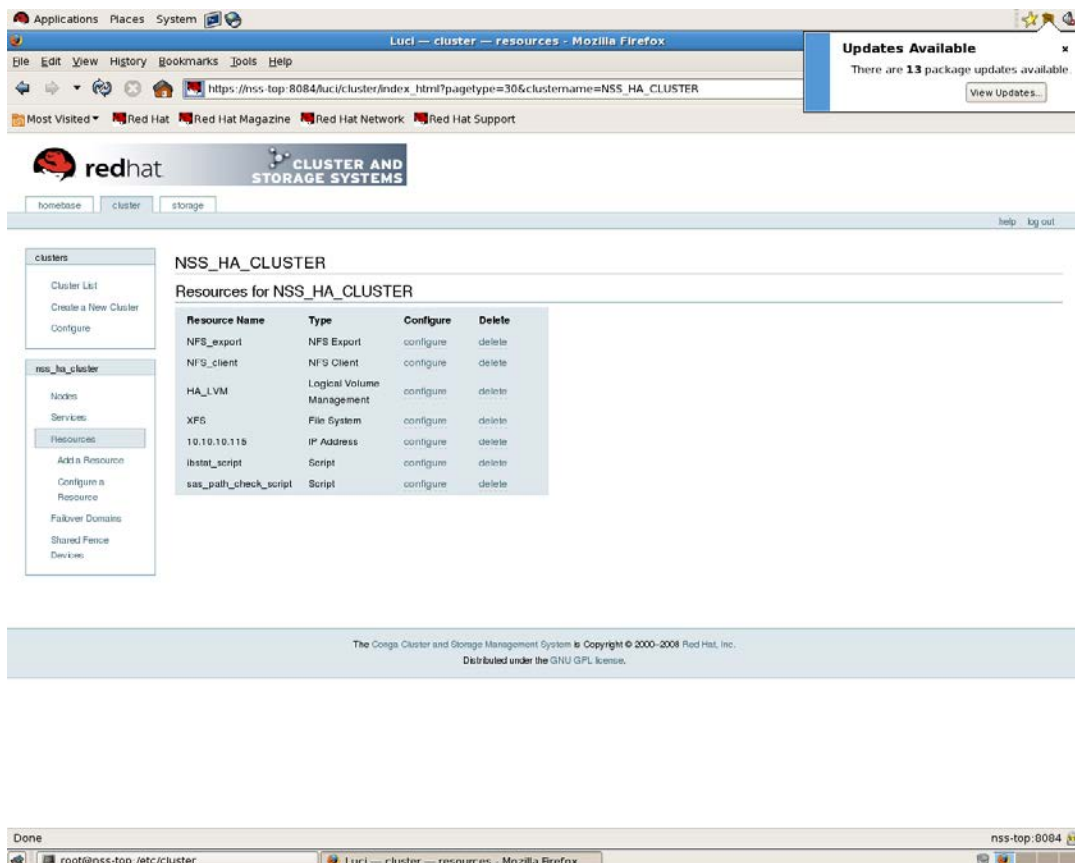 Applications Places System
Luci — cluster — resources - Mozilla Firefox
Updates Available
There are 13 package updates available.
View Updates...
File Edit View History Bookmarks Tools Help
https://nss-top:8084/luci/cluster/index_html?pagetype=30&clustername=NSS_HA_CLUSTER
Most Visited Red Hat Red Hat Magazine Red Hat Network Red Hat Support
redhat
CLUSTER AND
STORAGE SYSTEMS
homebase cluster storage
help log out
clusters
Cluster List
Create a New Cluster
Configure
nss_ha_cluster
Nodes
Services
Resources
Add a Resource
Configure a
Resource
Failover Domains
Shared Fence
Devices
NSS_HA_CLUSTER
Resources for NSS_HA_CLUSTER
Resource Name Type Configure Delete
NFS_export NFS Export configure delete
NFS_client NFS Client configure delete
HA_LVM Logical Volume Management configure delete
XFS File System configure delete
10.10.10.115 IP Address configure delete
ibstat_script Script configure delete
sas_path_check_script Script configure delete
The Conga Cluster and Storage Management System is Copyright © 2000-2008 Red Hat, Inc.
Distributed under the GNU GPL license.
Done
nss-top:8084
root@nss-top:/etc/cluster
Luci — cluster — resources - Mozilla Firefox